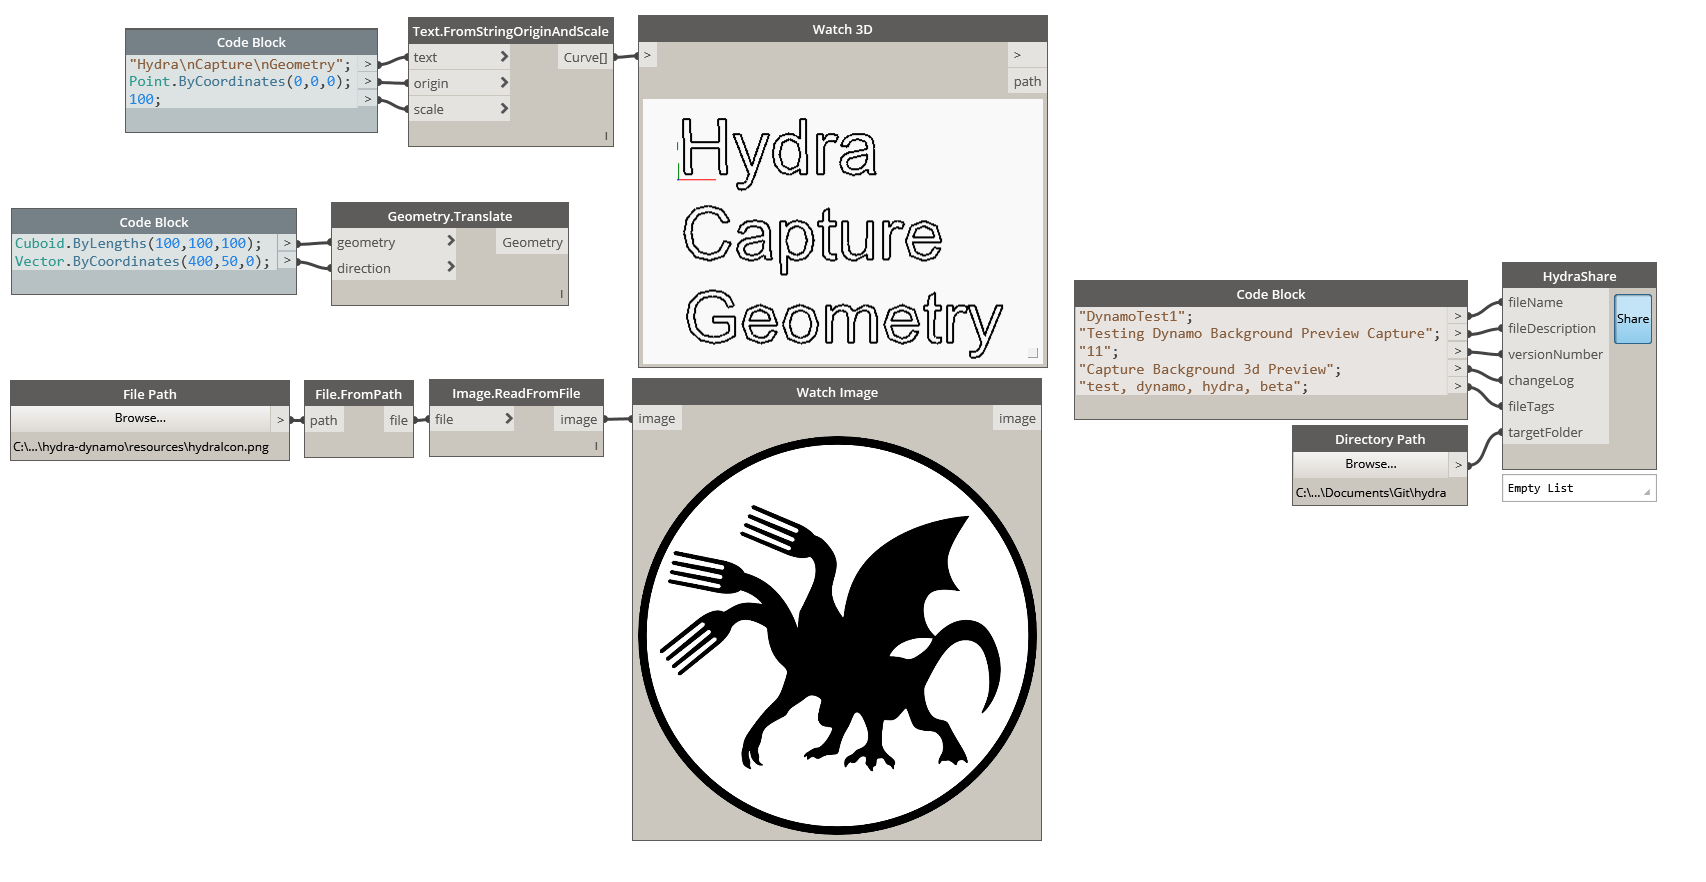 Code Block
"Hydra\nCapture\nGeometry"; >
Point.ByCoordinates(0,0,0); >
100; >
Text.FromStringOriginAndScale
text > Curve[]
origin >
scale >
l
Watch 3D
> >
path
Hydra
Capture
Geometry
Code Block
Cuboid.ByLengths(100,100,100); >
Vector.ByCoordinates(400,50,0); >
Geometry.Translate
geometry > Geometry
direction >
l
File Path
Browse... >
C:\...\hydra-dynamo\resources\hydraIcon.png
File.FromPath
path file
Image.ReadFromFile
file > image
l
Watch Image
image image
Code Block
"DynamoTest1"; >
"Testing Dynamo Background Preview Capture"; >
"11"; >
"Capture Background 3d Preview"; >
"test, dynamo, hydra, beta"; >
Directory Path
Browse... >
C:\...\Documents\Git\hydra
HydraShare
fileName
fileDescription
versionNumber
changeLog
fileTags
targetFolder
Share
Empty List